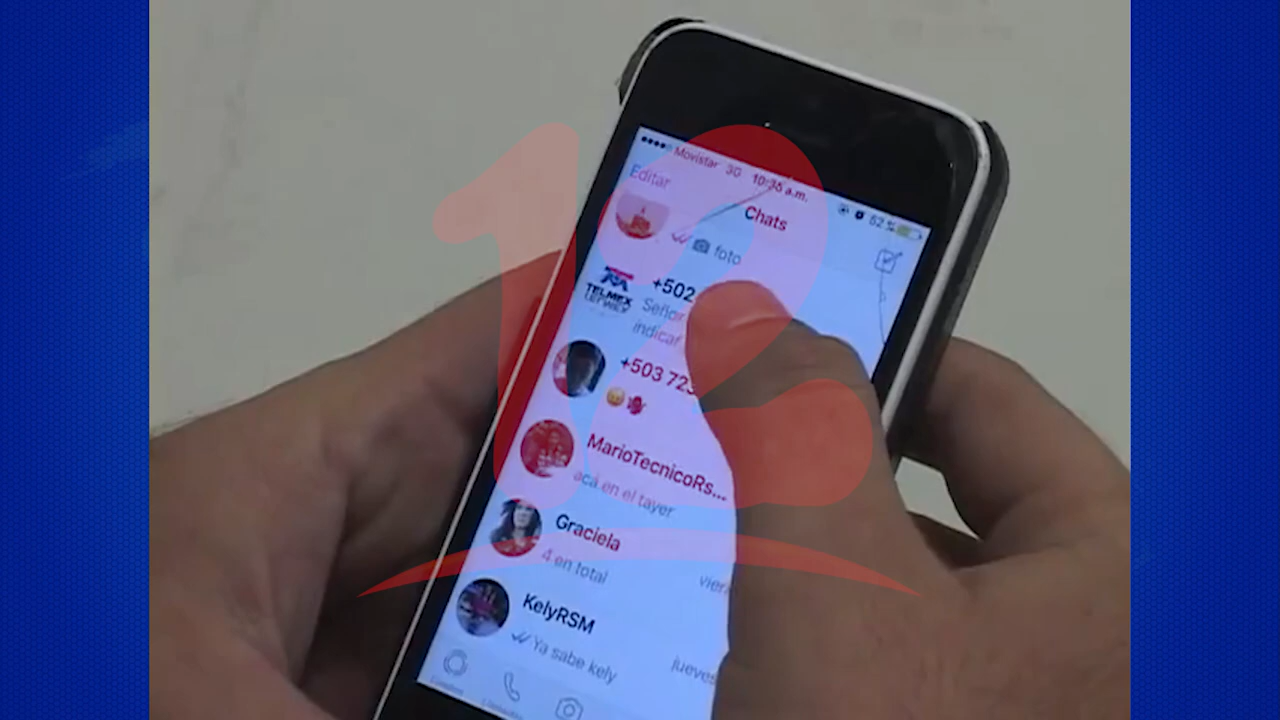 Movistar 3G 10:35 a.m. 52 %
Editar
Chats
foto
TELMEX
+502
Señor
indicar
+503 723
MarioTecnicoRs...
acá en el tayer
Graciela
4 en total
vier
KelyRSM
Ya sabe kely
jueves
12